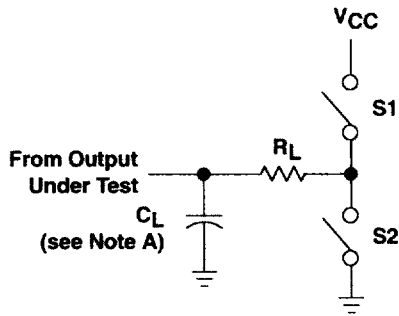 VCC
S1
RL
From Output
Under Test
CL
(see Note A)
S2